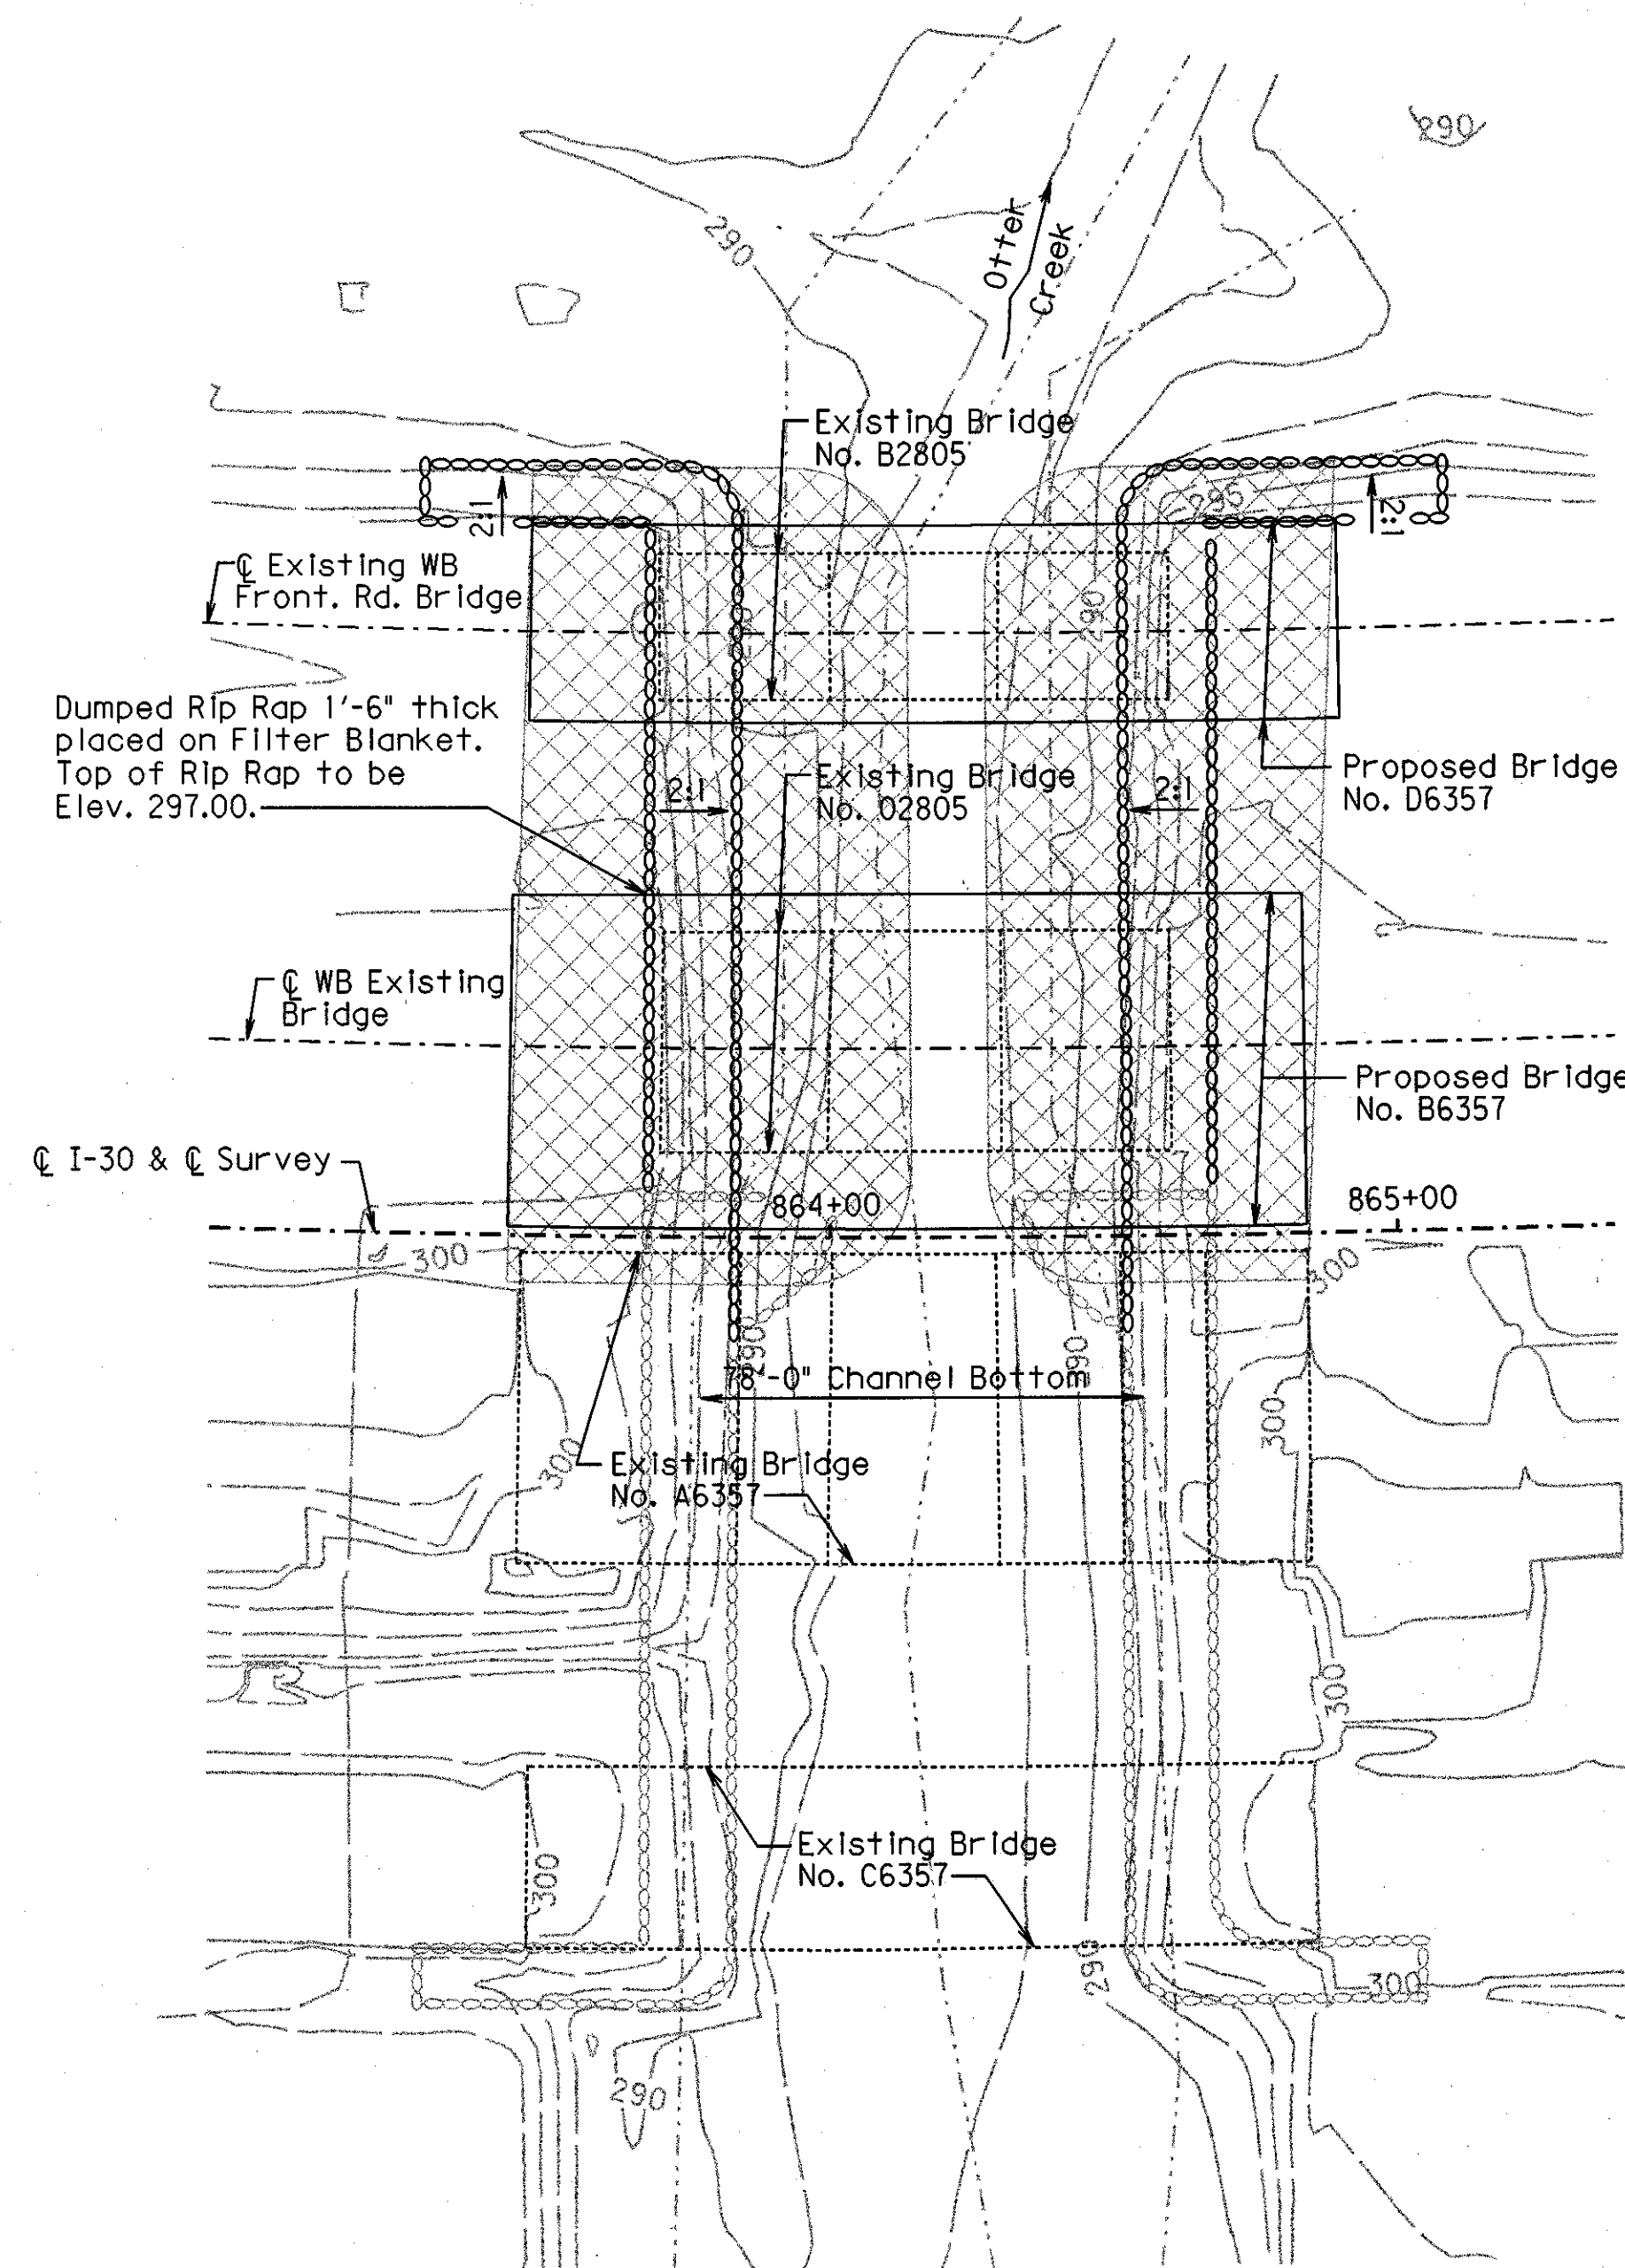 290
Otter
Creek
290
Existing Bridge
No. B2805
295
2:1
2:1
℄ Existing WB
Front. Rd. Bridge
290
Dumped Rip Rap 1'-6" thick
placed on Filter Blanket.
Top of Rip Rap to be
Elev. 297.00.
2:1
Existing Bridge
No. 02805
2:1
Proposed Bridge
No. D6357
℄ WB Existing
Bridge
Proposed Bridge
No. B6357
℄ I-30 & ℄ Survey
864+00
865+00
300
300
290
290
78'-0" Channel Bottom
300
300
Existing Bridge
No. A6357
300
Existing Bridge
No. C6357
300
290
300
290